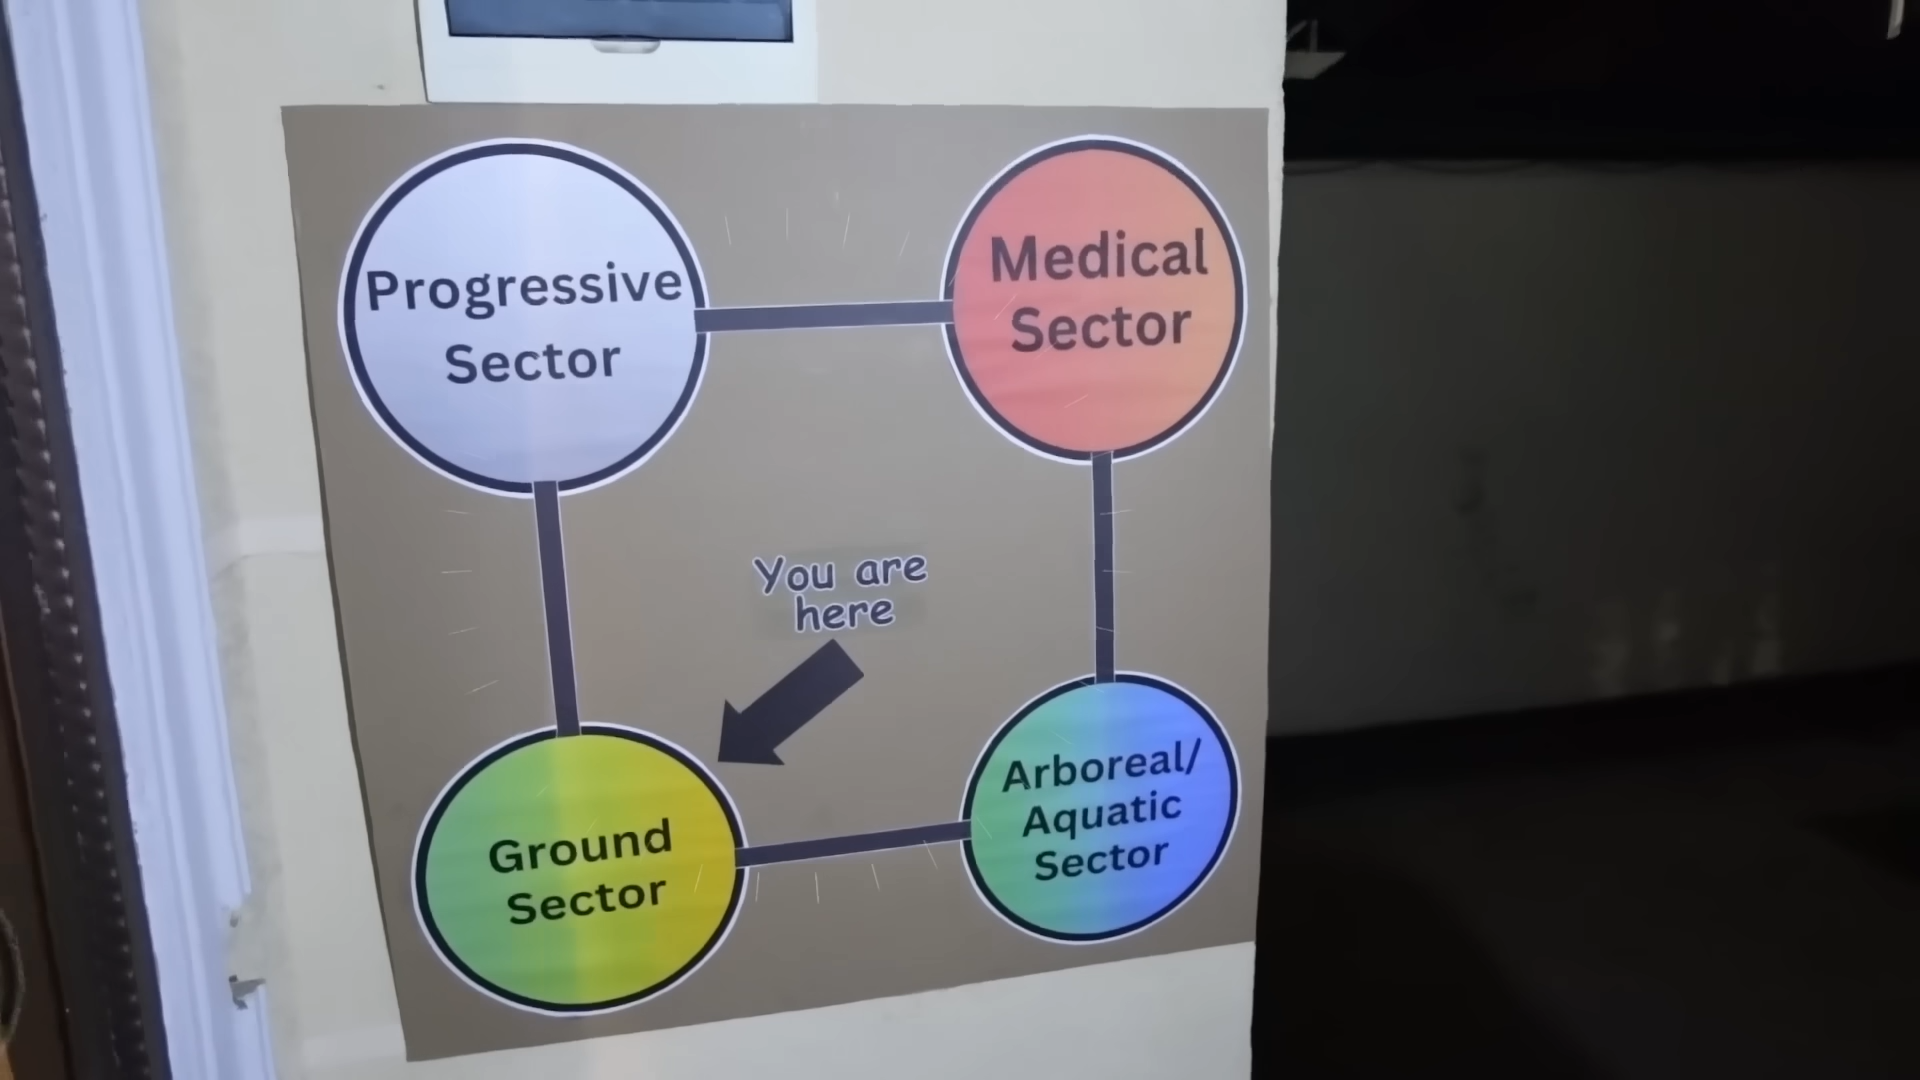 Progressive
Sector
Medical
Sector
You are
here
Ground
Sector
Arboreal/
Aquatic
Sector